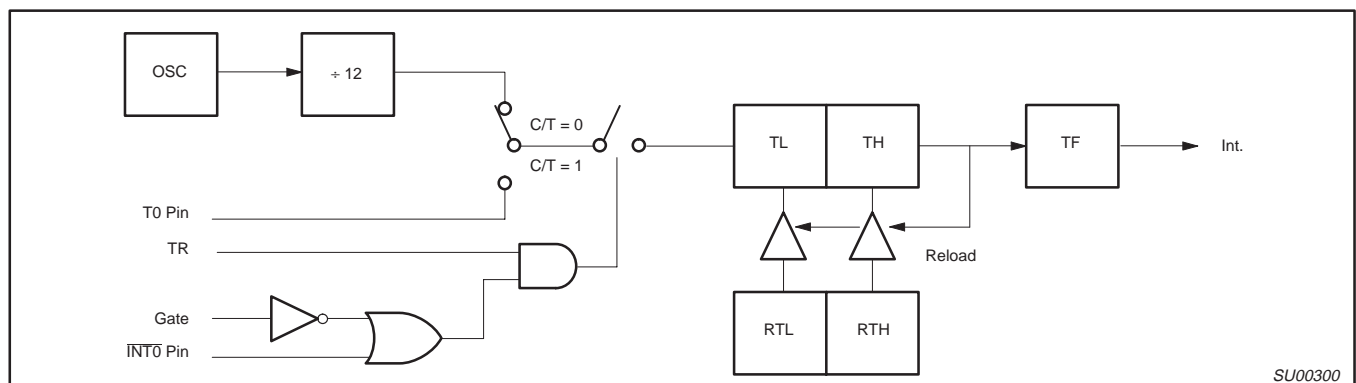 OSC
÷ 12
C/T = 0
C/T = 1
TL
TH
TF
Int.
T0 Pin
TR
Reload
Gate
INT0 Pin
RTL
RTH
SU00300